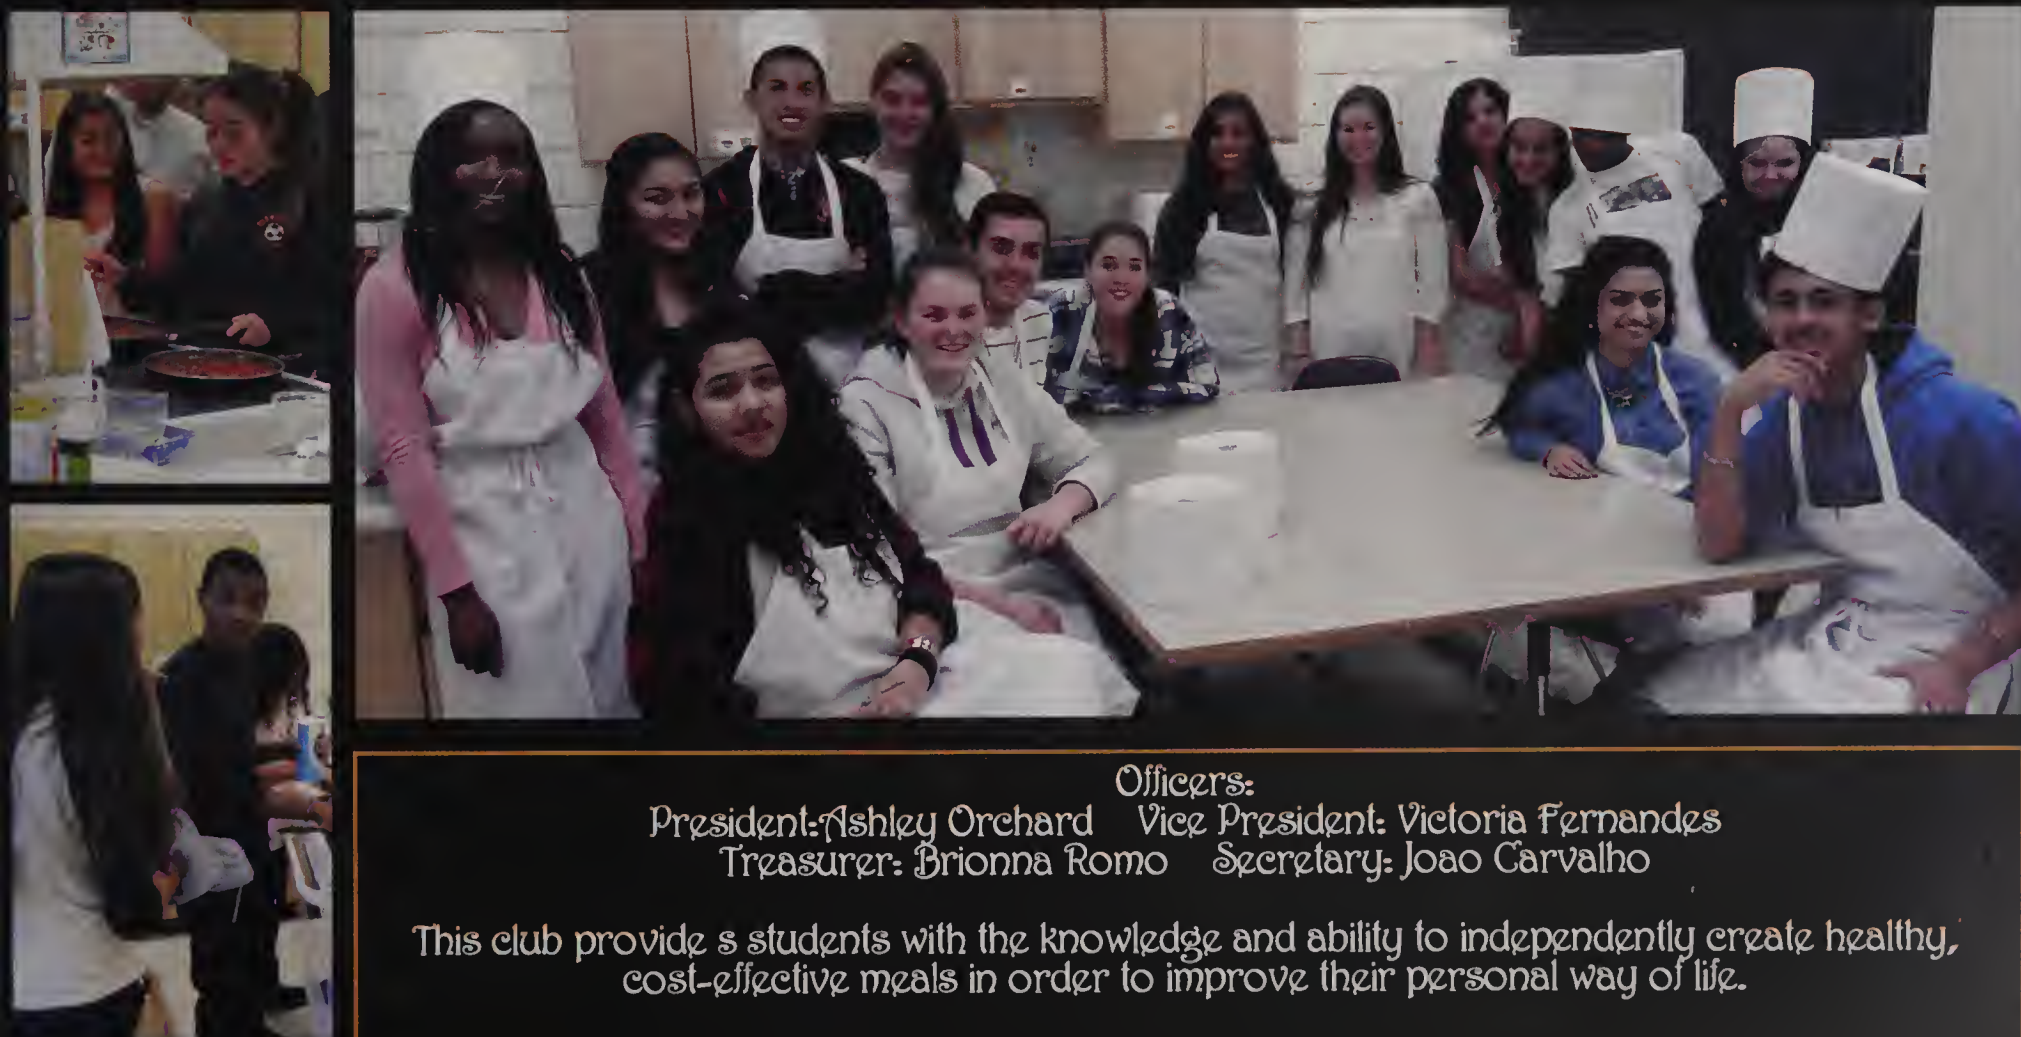 Officers:
President:Ashley Orchard Vice President: Victoria Fernandes
Treasurer: Brionna Romo Secretary: Joao Carvalho
This club provide s students with the knowledge and ability to independently create healthy,
cost-effective meals in order to improve their personal way of life.